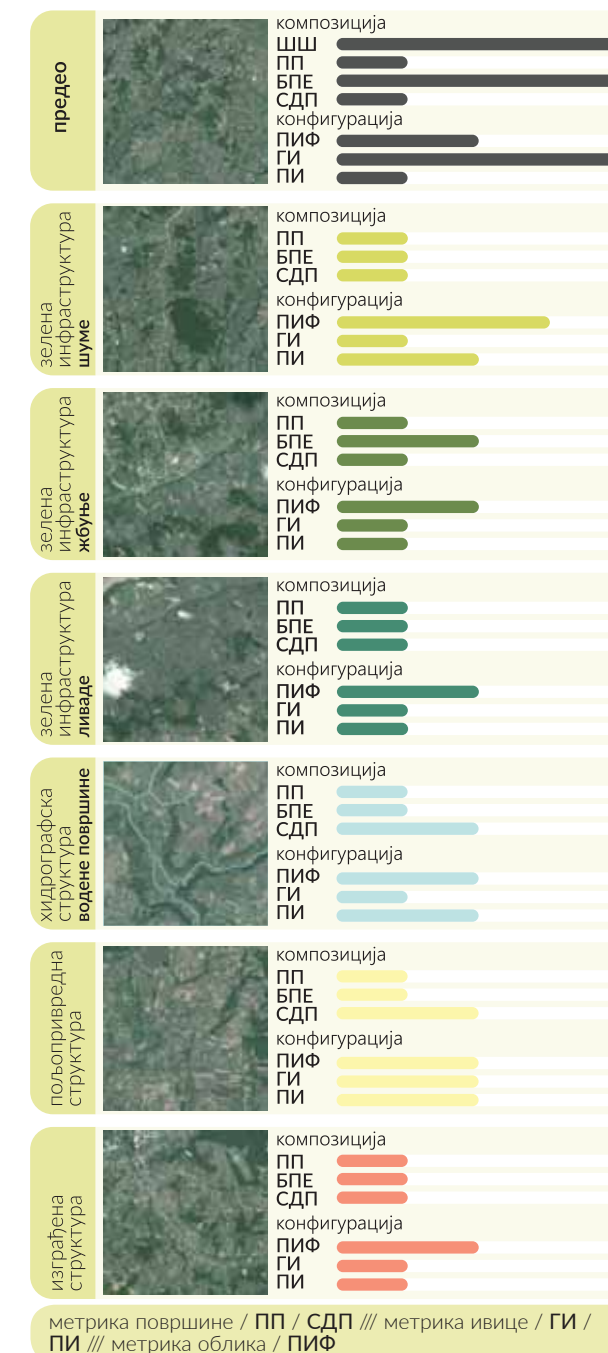 предео
композиција
ШШ
ПП
БПЕ
СДП
конфигурација
ПИФ
ГИ
ПИ
зелена
инфраструктура
шуме
композиција
ПП
БПЕ
СДП
конфигурација
ПИФ
ГИ
ПИ
зелена
инфраструктура
жбуње
композиција
ПП
БПЕ
СДП
конфигурација
ПИФ
ГИ
ПИ
зелена
инфраструктура
ливаде
композиција
ПП
БПЕ
СДП
конфигурација
ПИФ
ГИ
ПИ
хидрографска
структура
водене површине
композиција
ПП
БПЕ
СДП
конфигурација
ПИФ
ГИ
ПИ
пољопривредна
структура
композиција
ПП
БПЕ
СДП
конфигурација
ПИФ
ГИ
ПИ
изграђена
структура
композиција
ПП
БПЕ
СДП
конфигурација
ПИФ
ГИ
ПИ
метрика површине / ПП / СДП /// метрика ивице / ГИ /
ПИ /// метрика облика / ПИФ